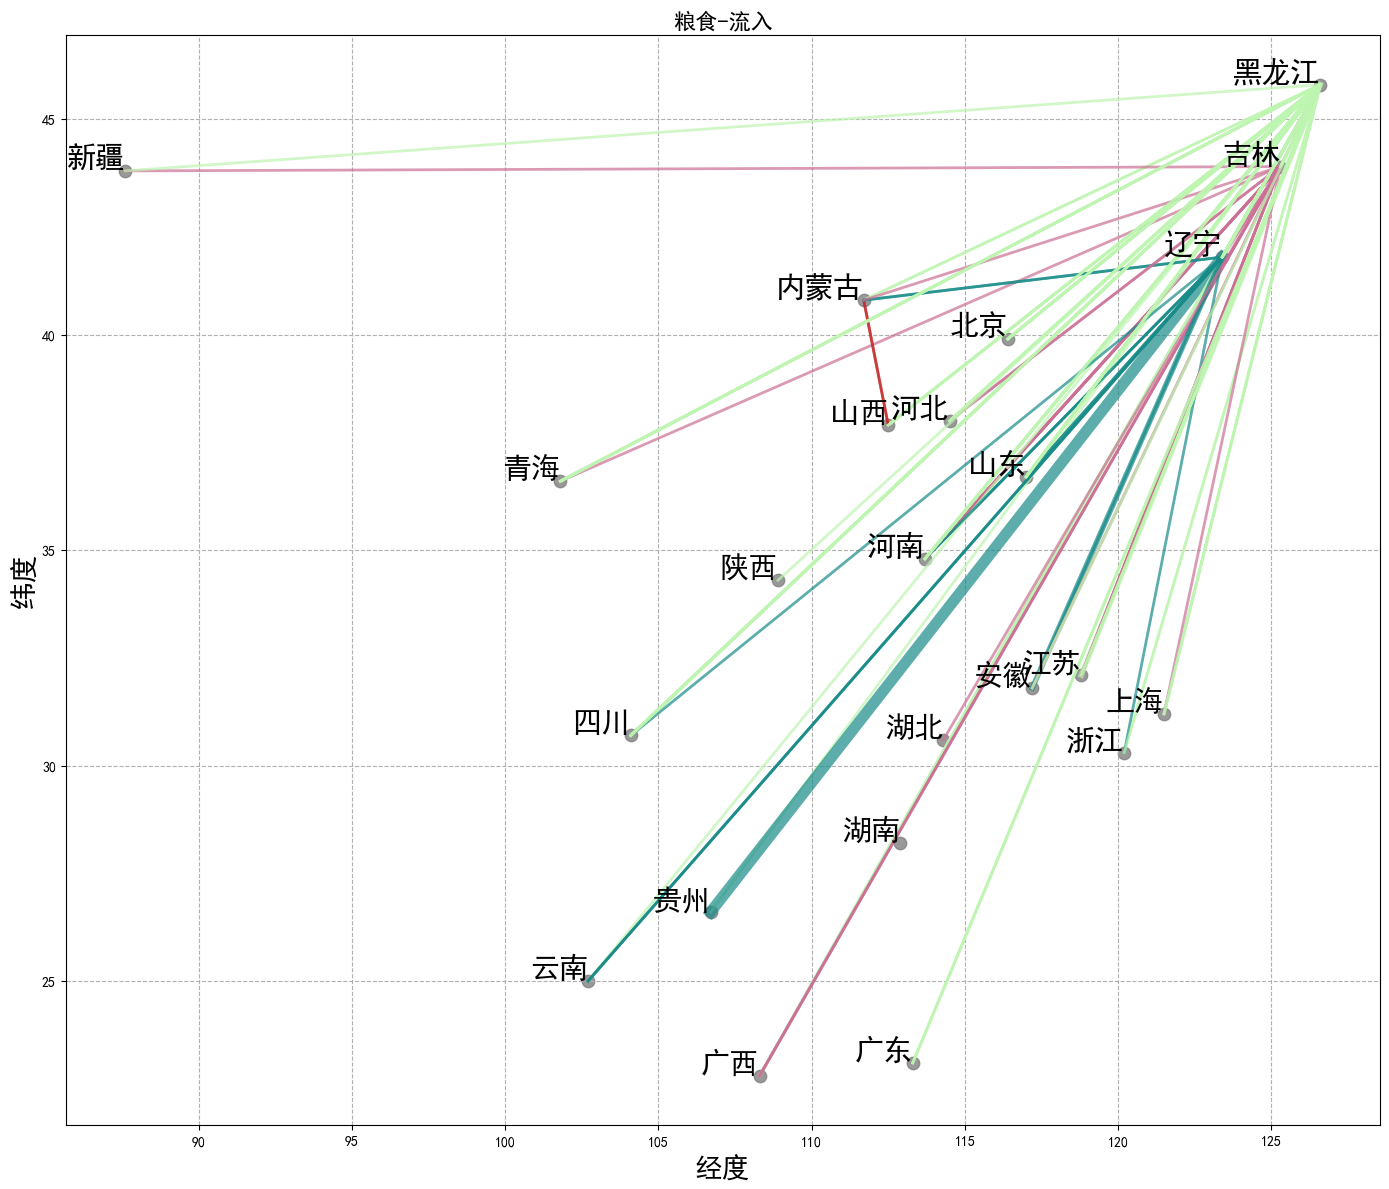 粮食-流入
黑龙江
45
吉林
新疆
辽宁
内蒙古
北京
40
河北
山西
山东
青海
河南
陕西
35
纬度
江苏
安徽
上海
四川
湖北
浙江
30
湖南
贵州
云南
25
广东
广西
90
95
100
105
110
115
120
125
经度